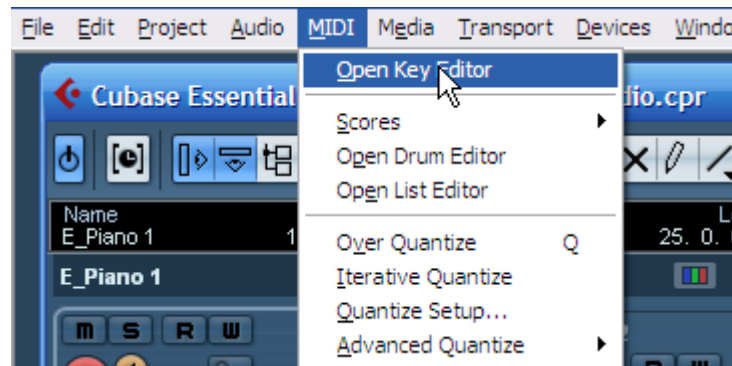 File Edit Project Audio MIDI Media Transport Devices
Open Key Editor
Cubase Essential
dio.cpr
Scores
Open Drum Editor
Open List Editor
Name
E_Piano 1
1
25. 0. 
Over Quantize Q
E_Piano 1
Iterative Quantize
Quantize Setup...
M S R W
Advanced Quantize